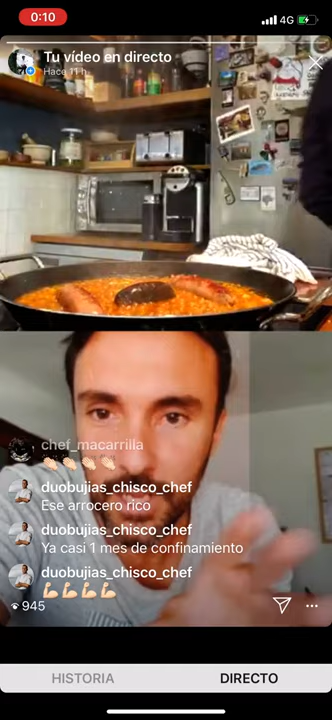 0:10
4G
Tu vídeo en directo
Hace 11 h
chef_macarrilla
👏🏻👏🏻👏🏻👏🏻
duobujias_chisco_chef
Ese arrocero rico
duobujias_chisco_chef
Ya casi 1 mes de confinamiento
duobujias_chisco_chef
💪🏻💪🏻💪🏻💪🏻
945
HISTORIA
DIRECTO